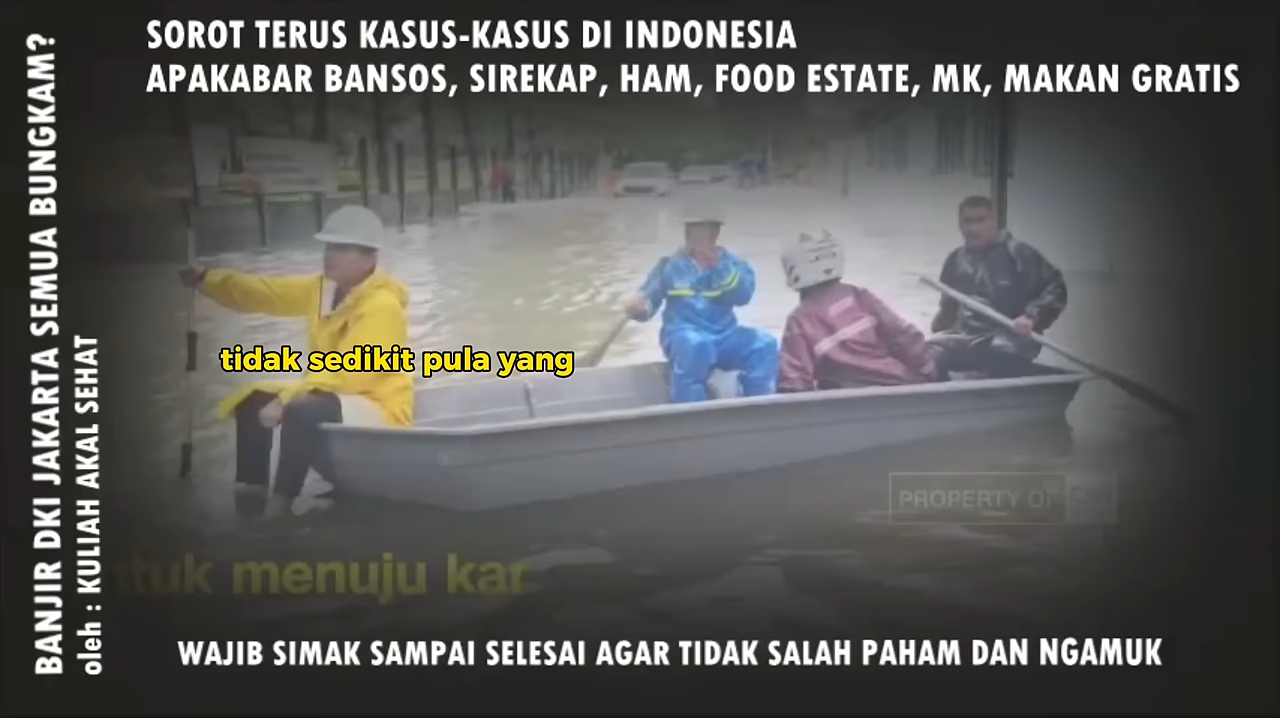 SOROT TERUS KASUS-KASUS DI INDONESIA
APAKABAR BANSOS, SIREKAP, HAM, FOOD ESTATE, MK, MAKAN GRATIS
BANJIR DKI JAKARTA SEMUA BUNGKAM?
oleh : KULIAH AKAL SEHAT
tidak sedikit pula yang
PROPERTY OF
tuk menuju kar
WAJIB SIMAK SAMPAI SELESAI AGAR TIDAK SALAH PAHAM DAN NGAMUK